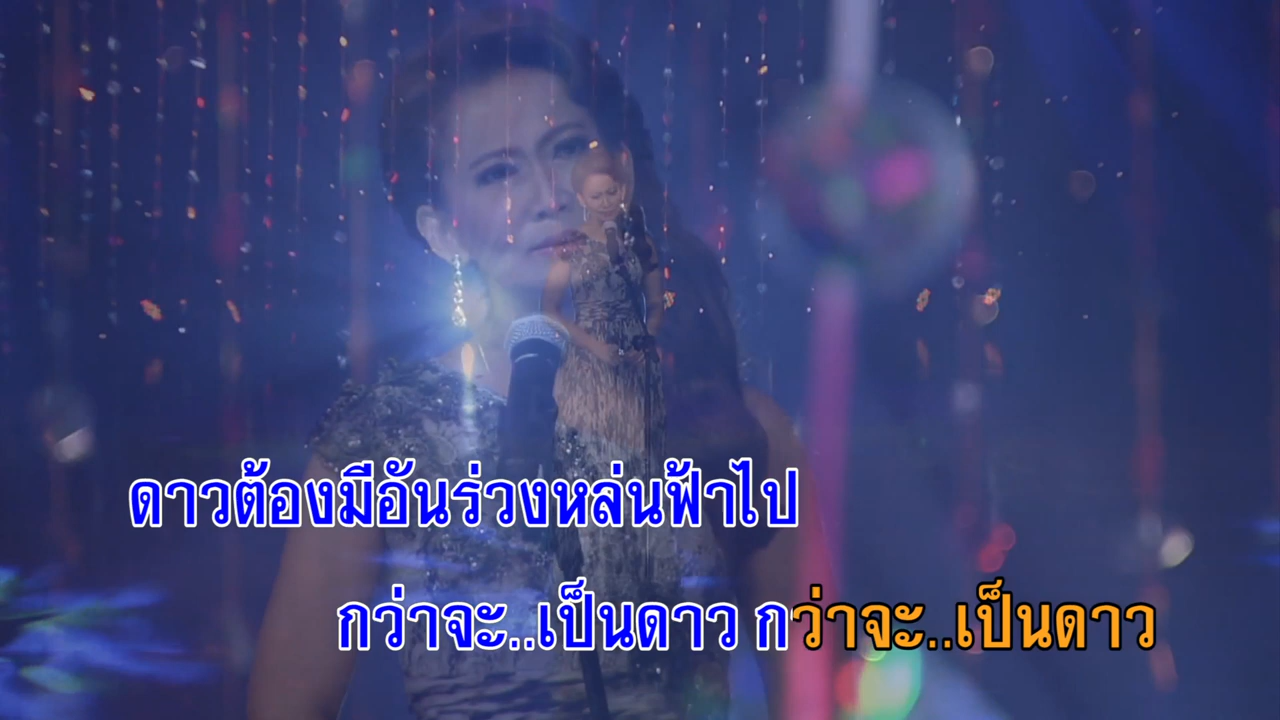 ดาวต้องมีอันร่วงหล่นฟ้าไป
กว่าจะ..เป็นดาว กว่าจะ..เป็นดาว